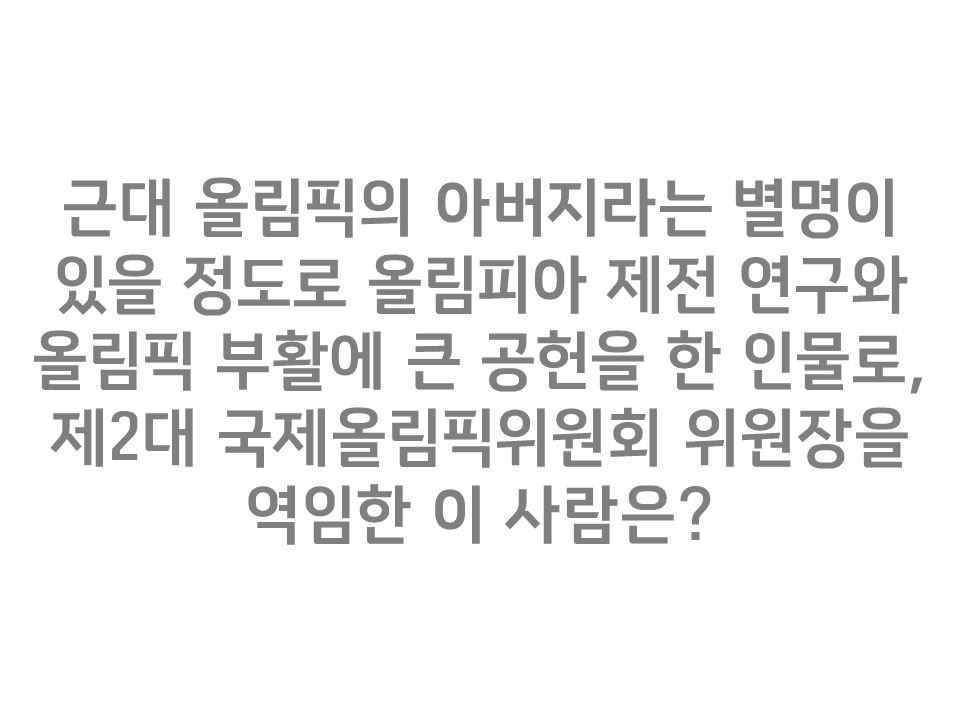 근대 올림픽의 아버지라는 별명이
있을 정도로 올림피아 제전 연구와
올림픽 부활에 큰 공헌을 한 인물로,
제2대 국제올림픽위원회 위원장을
역임한 이 사람은?